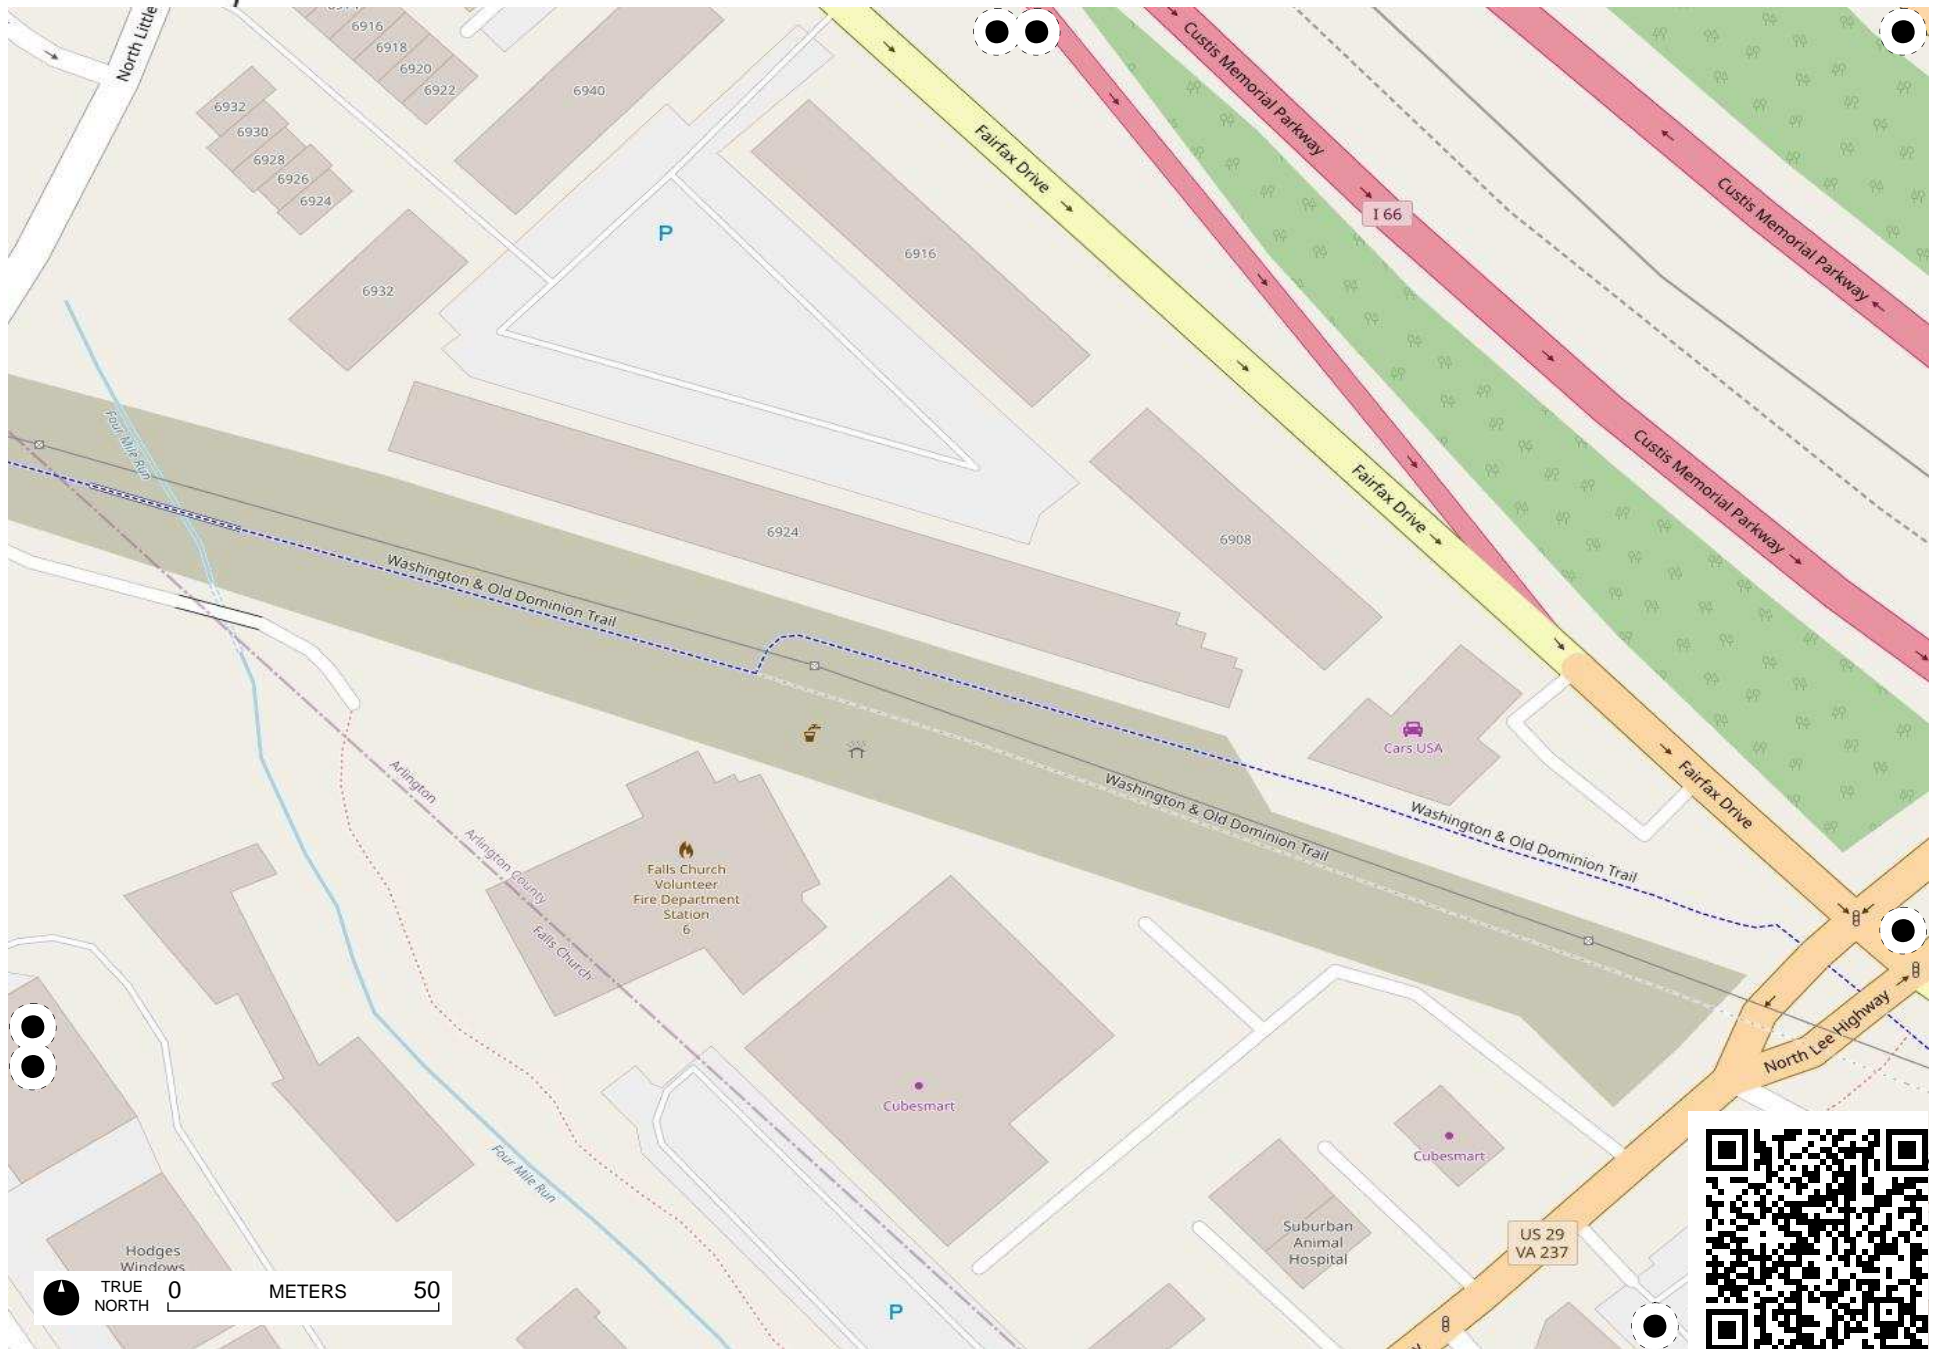 North Little
6916
6918
6920
6922
6940
6932
6930
6928
6926
6924
Custis Memorial Parkway
Fairfax Drive
I 66
Custis Memorial Parkway
P
6916
6932
Four Mile Run
Custis Memorial Parkway
Fairfax Drive
6924
6908
Washington & Old Dominion Trail
Cars USA
Fairfax Drive
Arlington
Washington & Old Dominion Trail
Washington & Old Dominion Trail
Arlington County
Falls Church
Volunteer
Fire Department
Station
6
Falls Church
North Lee Highway
Cubesmart
Cubesmart
Four Mile Run
Suburban
Animal
Hospital
US 29
VA 237
Hodges
Windows
P
TRUE
NORTH
0 METERS 50